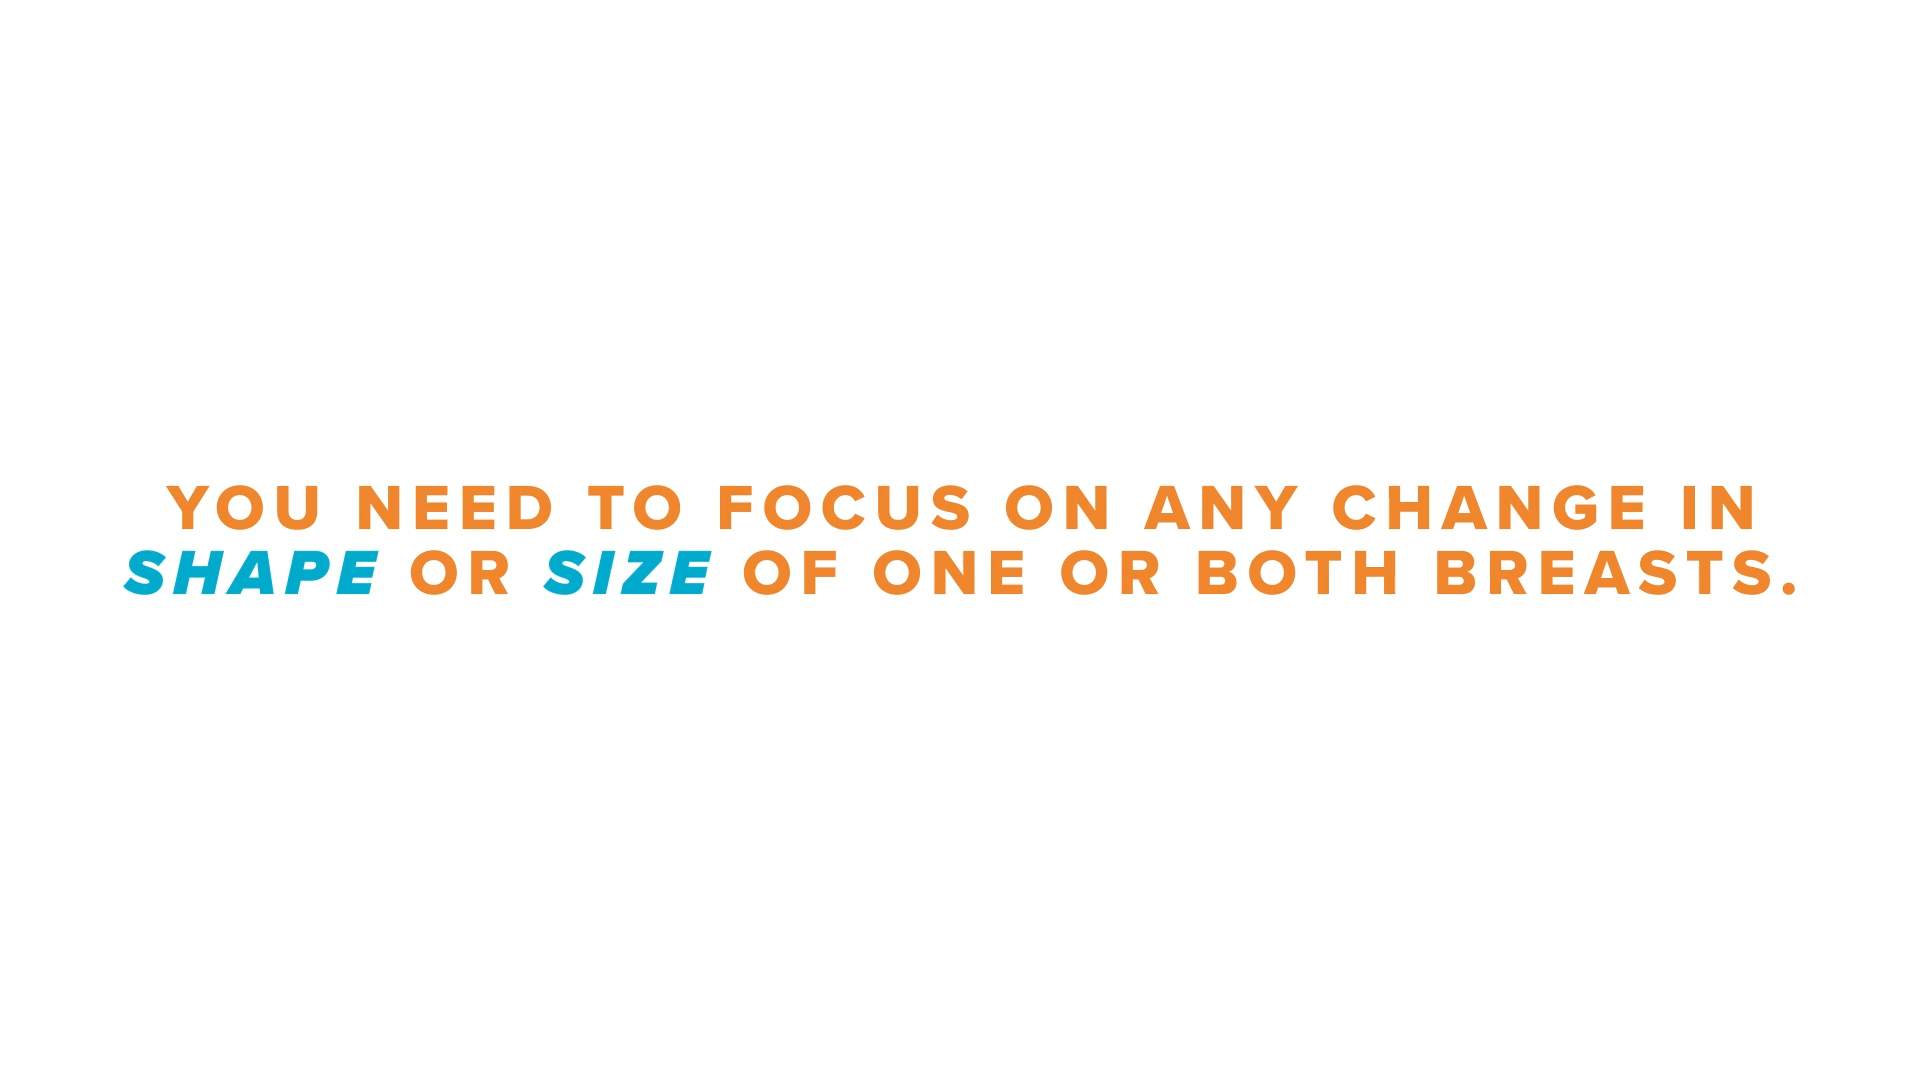 YOU NEED TO FOCUS ON ANY CHANGE IN
SHAPE OR SIZE OF ONE OR BOTH BREASTS.